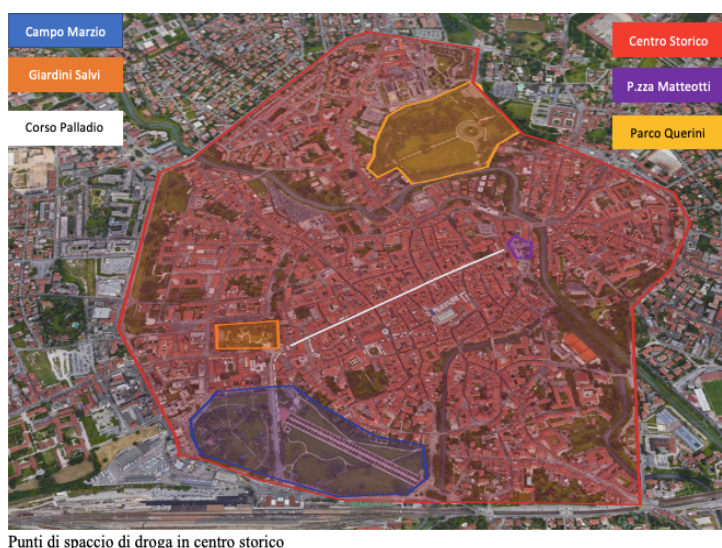 Campo Marzio
Giardini Salvi
Corso Palladio
Centro Storico
P.zza Matteotti
Parco Querini
Punti di spaccio di droga in centro storico